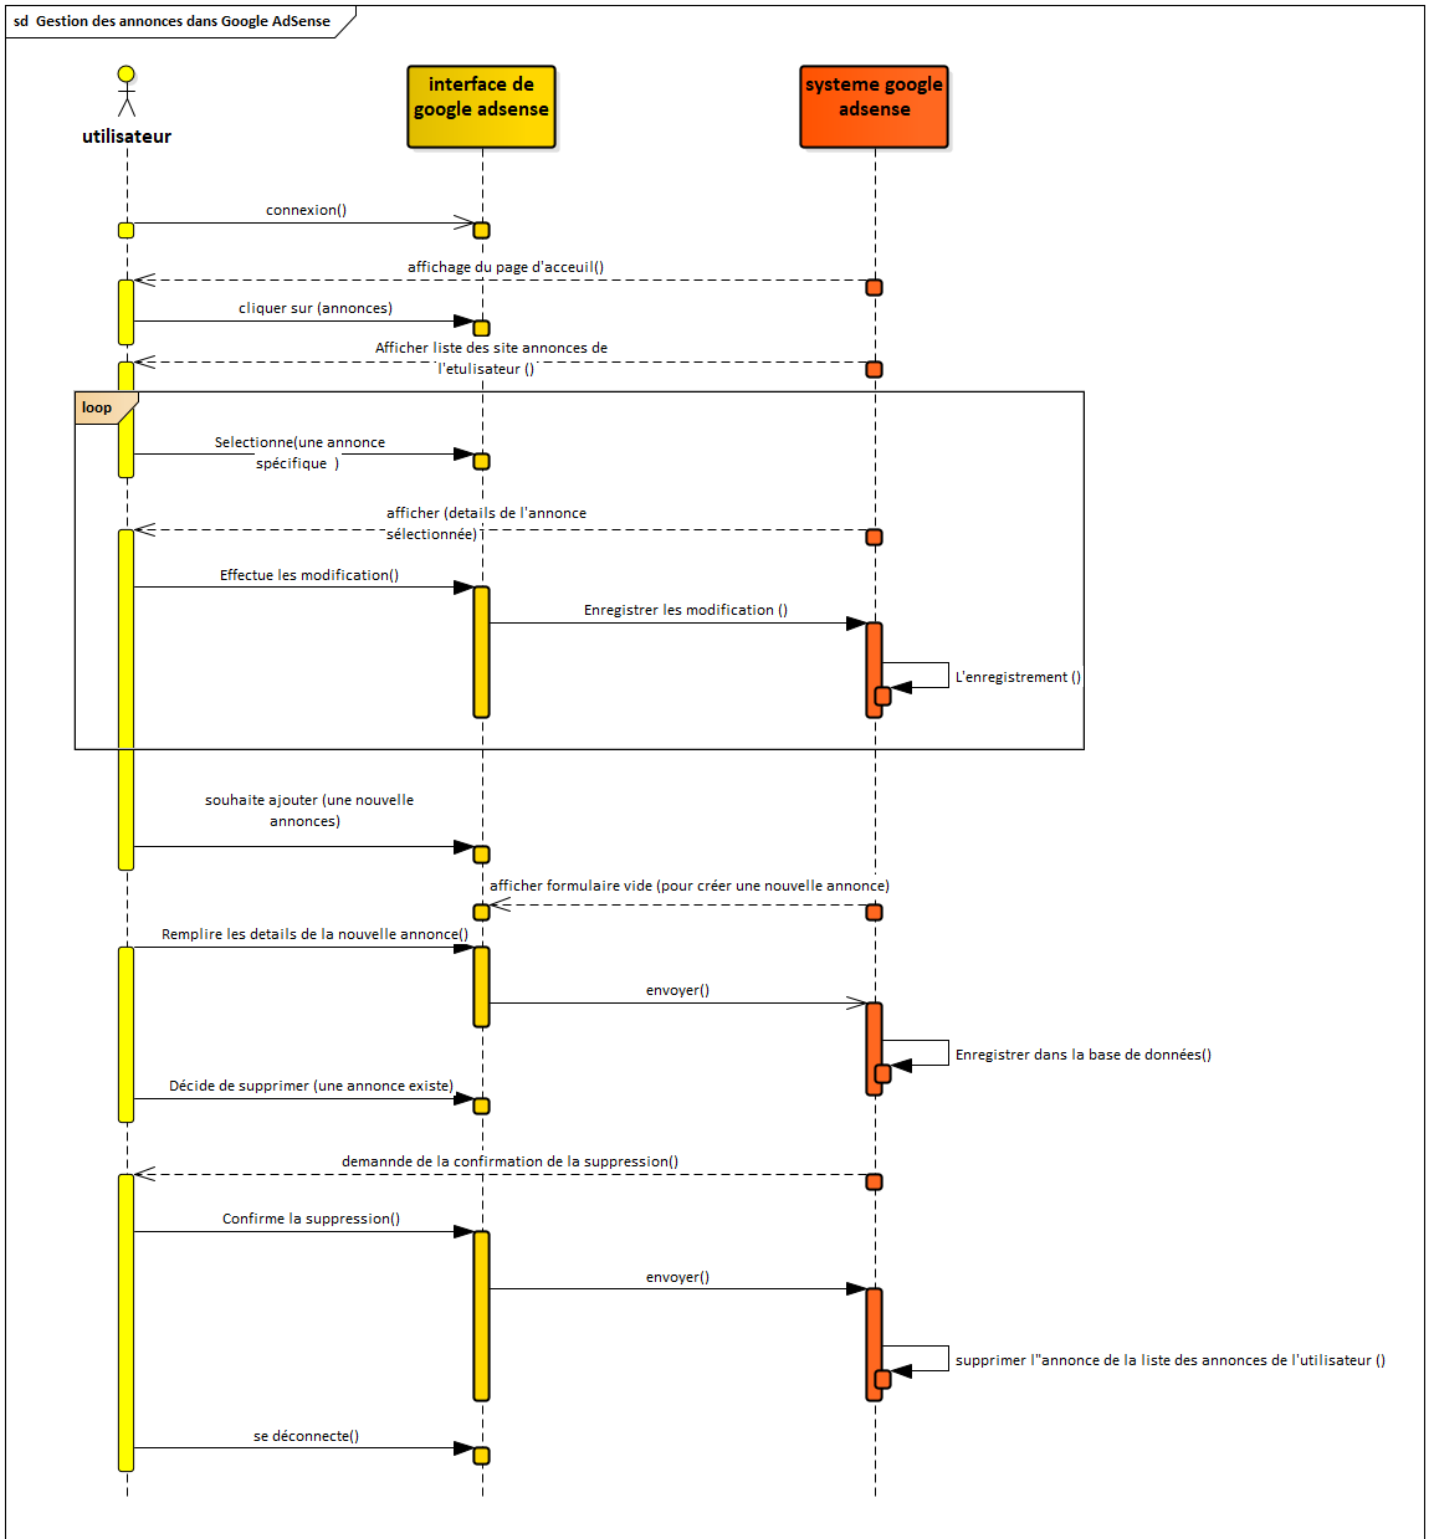 sd Gestion des annonces dans Google AdSense
utilisateur
interface de
google adsense
systeme google
adsense
connexion()
affichage du page d'acceuil()
cliquer sur (annonces)
Afficher liste des site annonces de
l'etulisateur ()
loop
Selectionne(une annonce
spécifique )
afficher (details de l'annonce
sélectionnée)
Effectue les modification()
Enregistrer les modification ()
L'enregistrement ()
souhaite ajouter (une nouvelle
annonces)
afficher formulaire vide (pour créer une nouvelle annonce)
Remplire les details de la nouvelle annonce()
envoyer()
Enregistrer dans la base de données()
Décide de supprimer (une annonce existe)
demannde de la confirmation de la suppression()
Confirme la suppression()
envoyer()
supprimer l"annonce de la liste des annonces de l'utilisateur ()
se déconnecte()